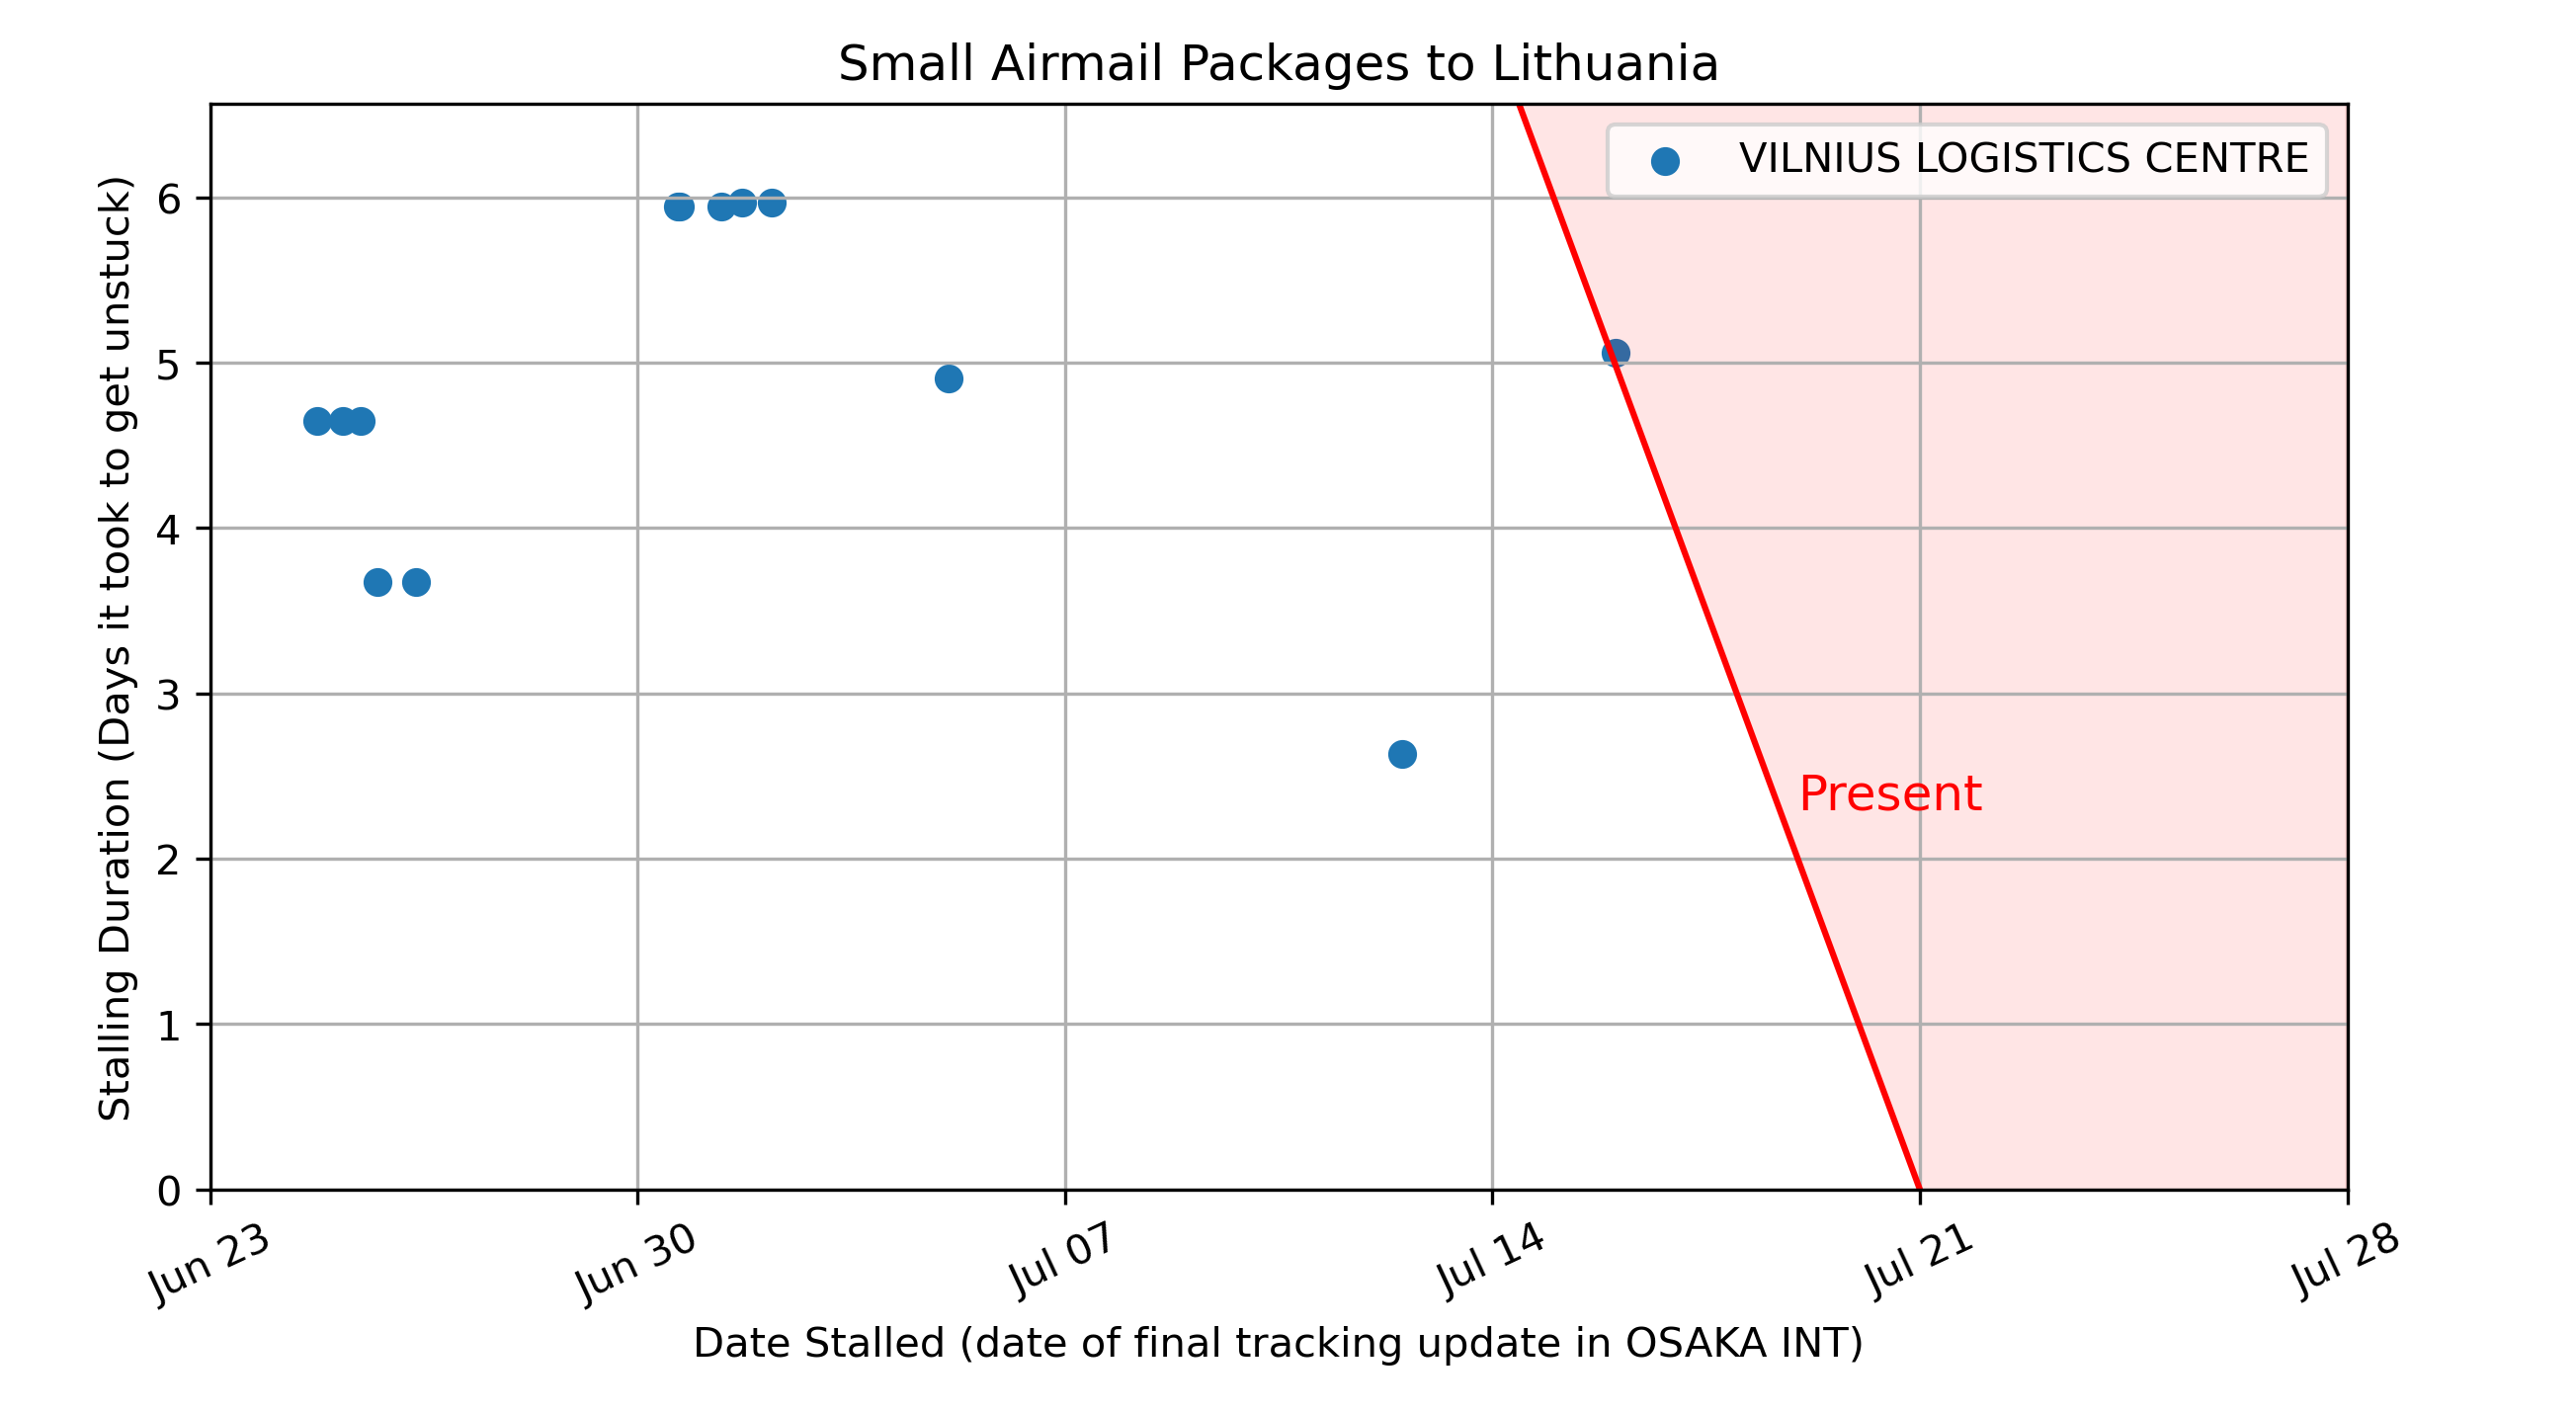 Small Airmail Packages to Lithuania
VILNIUS LOGISTICS CENTRE
Stalling Duration (Days it took to get unstuck)
6
5
4
3
2
1
0
Present
Jun 23
Jun 30
Jul 07
Jul 14
Jul 21
Jul 28
Date Stalled (date of final tracking update in OSAKA INT)